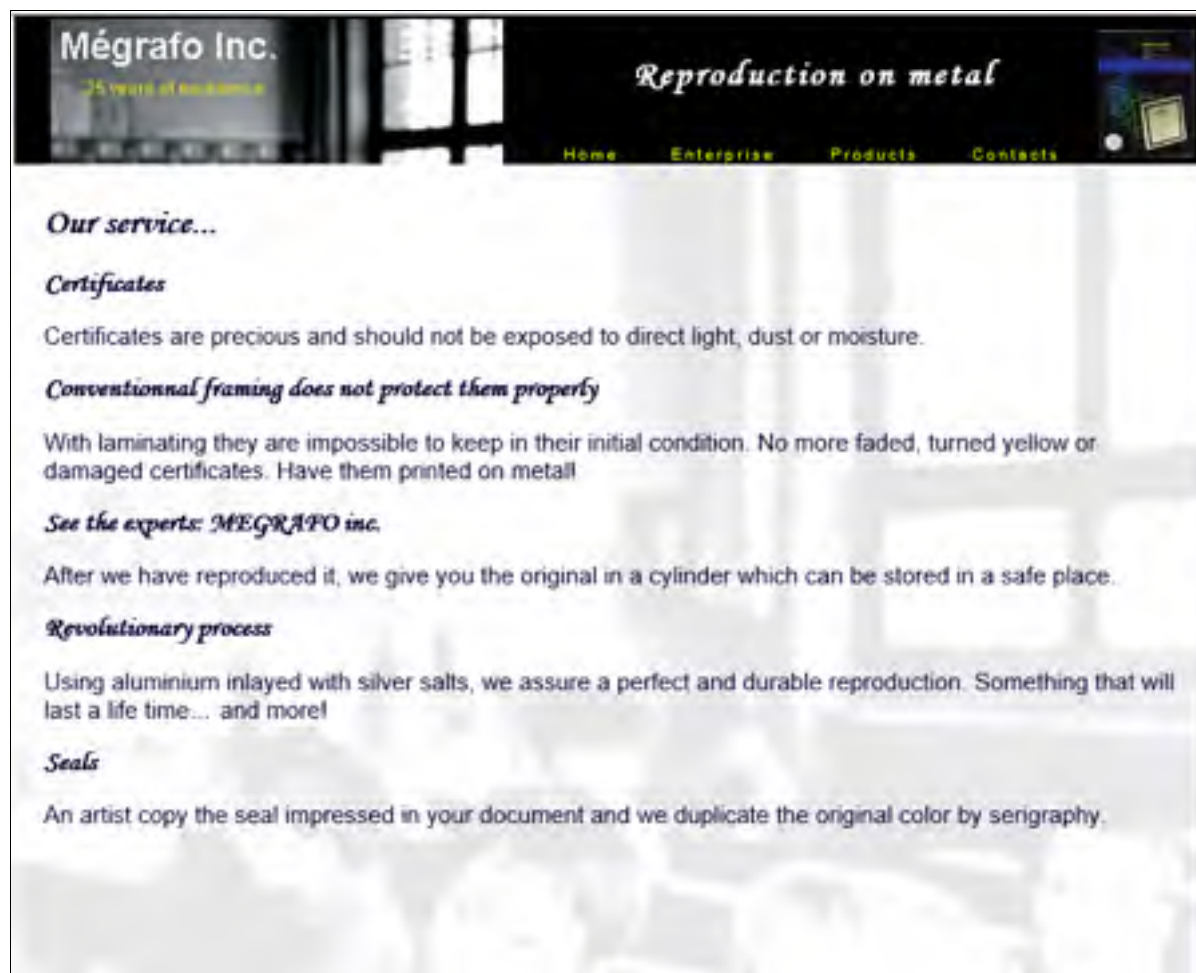 Mégrafo Inc.
25 years of excellence
Reproduction on metal
Home Enterprise Products Contacts
Our service...
Certificates
Certificates are precious and should not be exposed to direct light, dust or moisture.
Conventionnal framing does not protect them properly
With laminating they are impossible to keep in their initial condition. No more faded, turned yellow or
damaged certificates. Have them printed on metal!
See the experts: MEGRAFO inc.
After we have reproduced it, we give you the original in a cylinder which can be stored in a safe place.
Revolutionary process
Using aluminium inlayed with silver salts, we assure a perfect and durable reproduction. Something that will
last a life time... and more!
Seals
An artist copy the seal impressed in your document and we duplicate the original color by serigraphy.